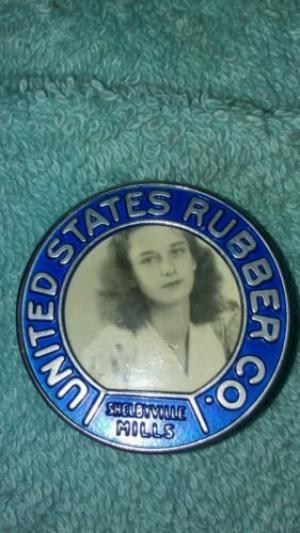 UNITED STATES RUBBER CO.
SHELBYVILLE
MILLS